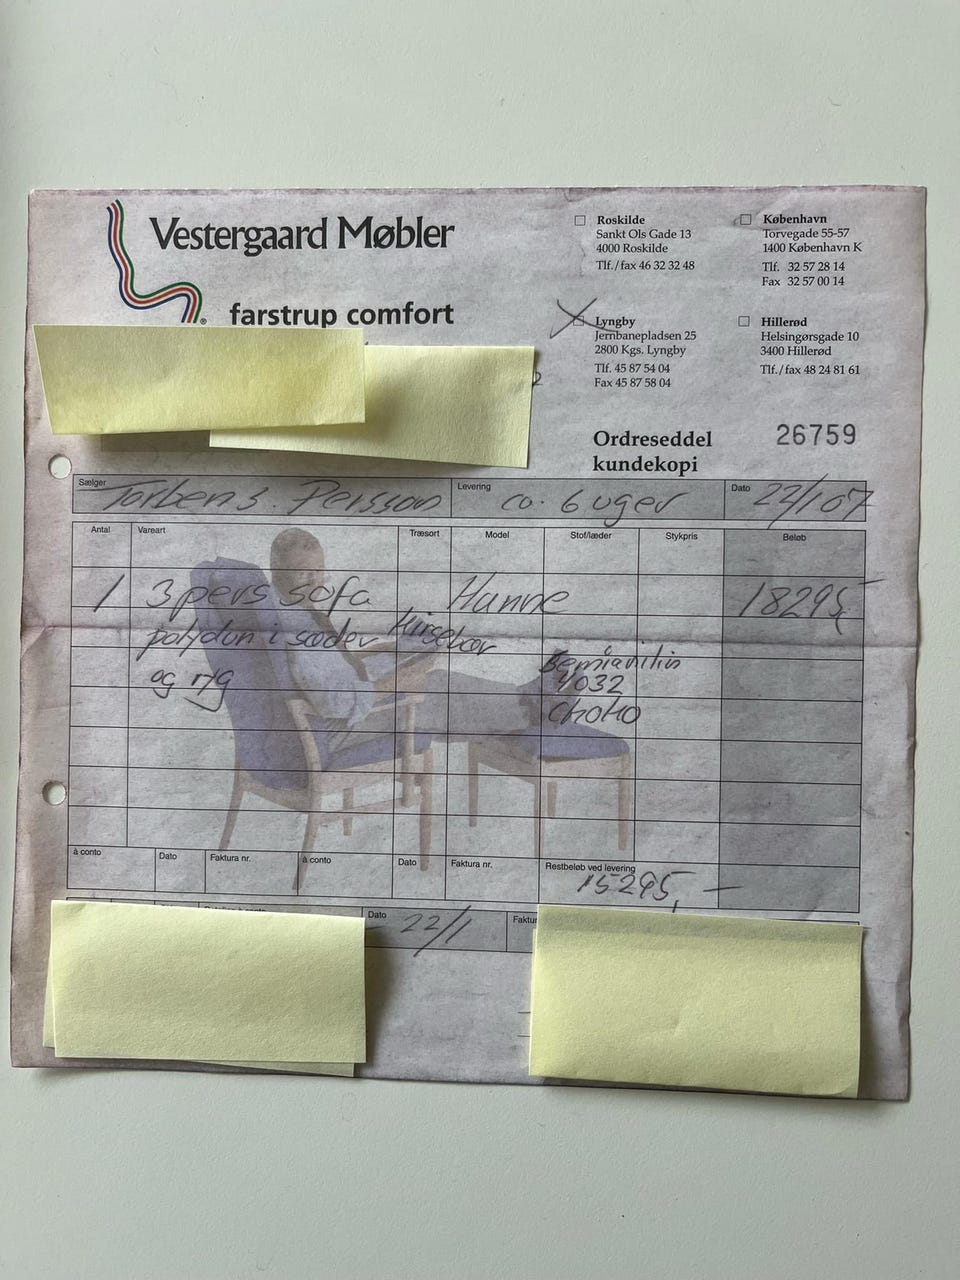 Vestergaard Møbler
farstrup comfort
Roskilde
Sankt Ols Gade 13
4000 Roskilde
Tlf./fax 46 32 32 48
København
Torvegade 55-57
1400 København K
Tlf. 32 57 28 14
Fax 32 57 00 14
Lyngby
Jernbanepladsen 25
2800 Kgs. Lyngby
Tlf. 45 87 54 04
Fax 45 87 58 04
Hillerød
Helsingørsgade 10
3400 Hillerød
Tlf./fax 48 24 81 61
Ordreseddel 26759
kundekopi
Sælger Torben S. Persson Levering ca. 6 uger Dato 22/1 07
Antal Vareart Træsort Model Stof/læder Stykpris Beløb
1 3 pers sofa Hanne 18295,-
polydun i sæder Kirsebær
og ryg 4032
choko
à conto Dato Faktura nr. à conto Dato Faktura nr. Restbeløb ved levering
15295,-
Dato 22/1 Faktur